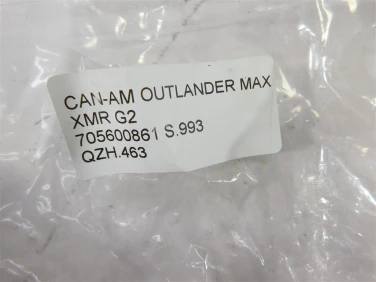 CAN-AM OUTLANDER MAX
XMR G2
705600861 S.993
QZH.463